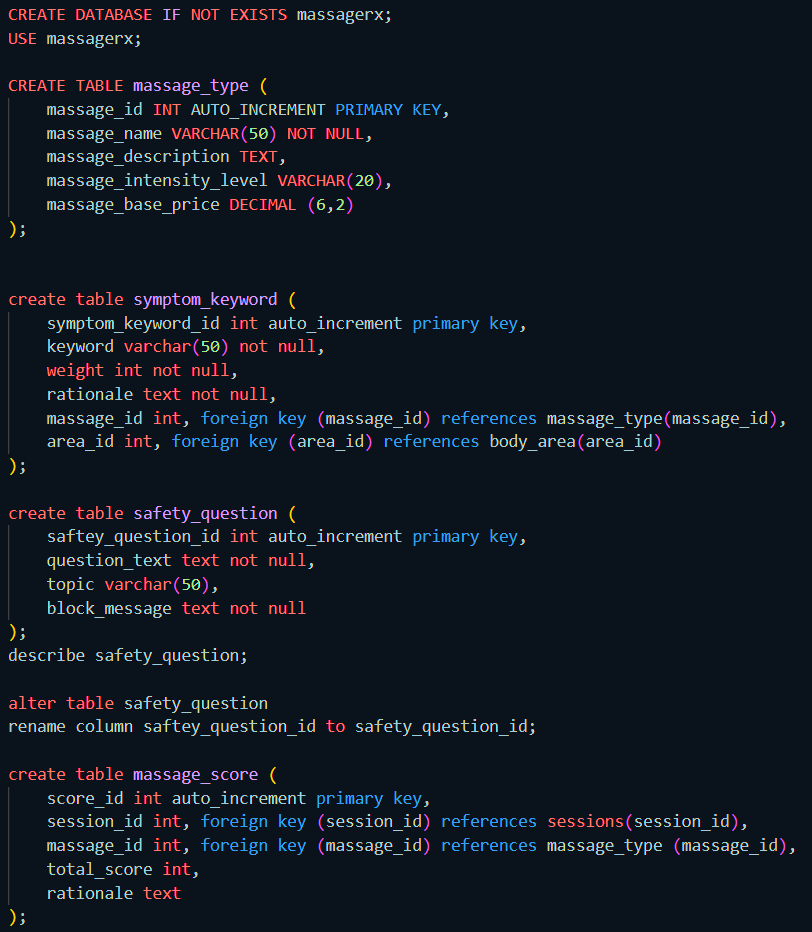 CREATE DATABASE IF NOT EXISTS massagerx;
USE massagerx;

CREATE TABLE massage_type (
    massage_id INT AUTO_INCREMENT PRIMARY KEY,
    massage_name VARCHAR(50) NOT NULL,
    massage_description TEXT,
    massage_intensity_level VARCHAR(20),
    massage_base_price DECIMAL (6,2)
);


create table symptom_keyword (
    symptom_keyword_id int auto_increment primary key,
    keyword varchar(50) not null,
    weight int not null,
    rationale text not null,
    massage_id int, foreign key (massage_id) references massage_type(massage_id),
    area_id int, foreign key (area_id) references body_area(area_id)
);

create table safety_question (
    saftey_question_id int auto_increment primary key,
    question_text text not null,
    topic varchar(50),
    block_message text not null
);
describe safety_question;

alter table safety_question
rename column saftey_question_id to safety_question_id;

create table massage_score (
    score_id int auto_increment primary key,
    session_id int, foreign key (session_id) references sessions(session_id),
    massage_id int, foreign key (massage_id) references massage_type (massage_id),
    total_score int,
    rationale text
);